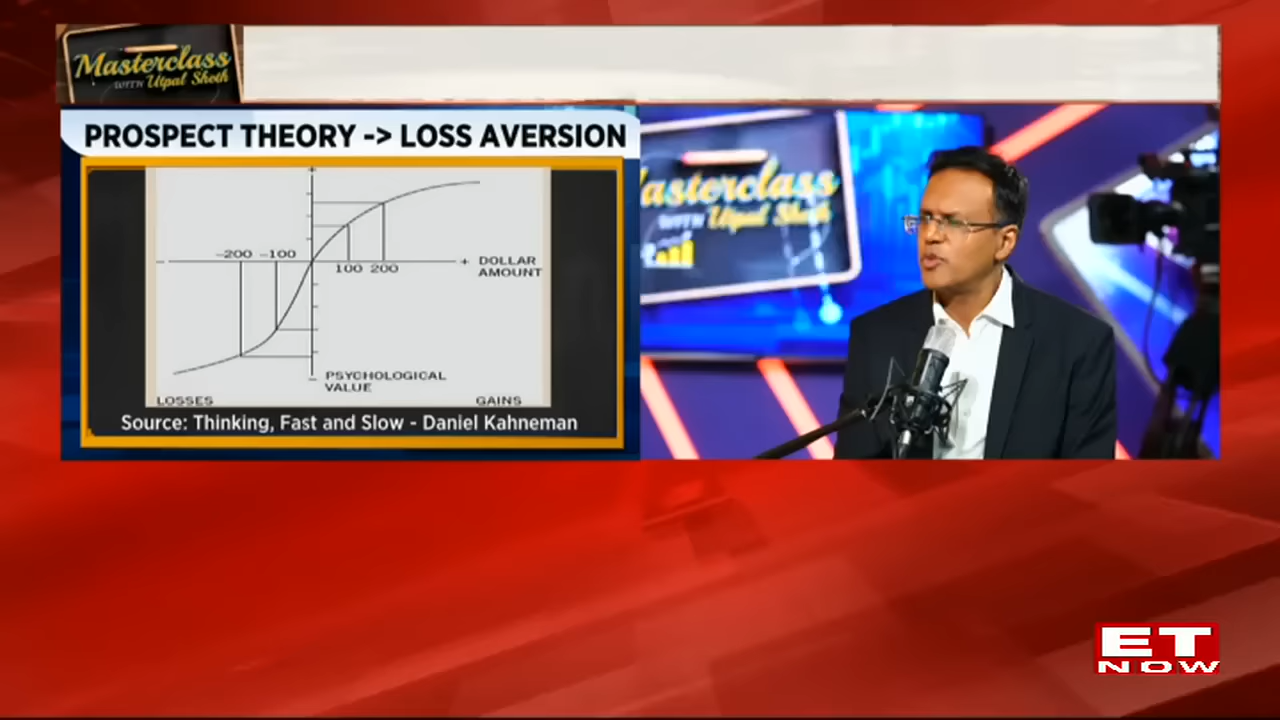 Masterclass
WITH Utpal Sheth
PROSPECT THEORY -> LOSS AVERSION
+
-200 -100
-
+ DOLLAR
AMOUNT
100 200
- PSYCHOLOGICAL
VALUE
LOSSES
GAINS
Source: Thinking, Fast and Slow - Daniel Kahneman
asterclass
WITH Utpal Sheth
ET
NOW